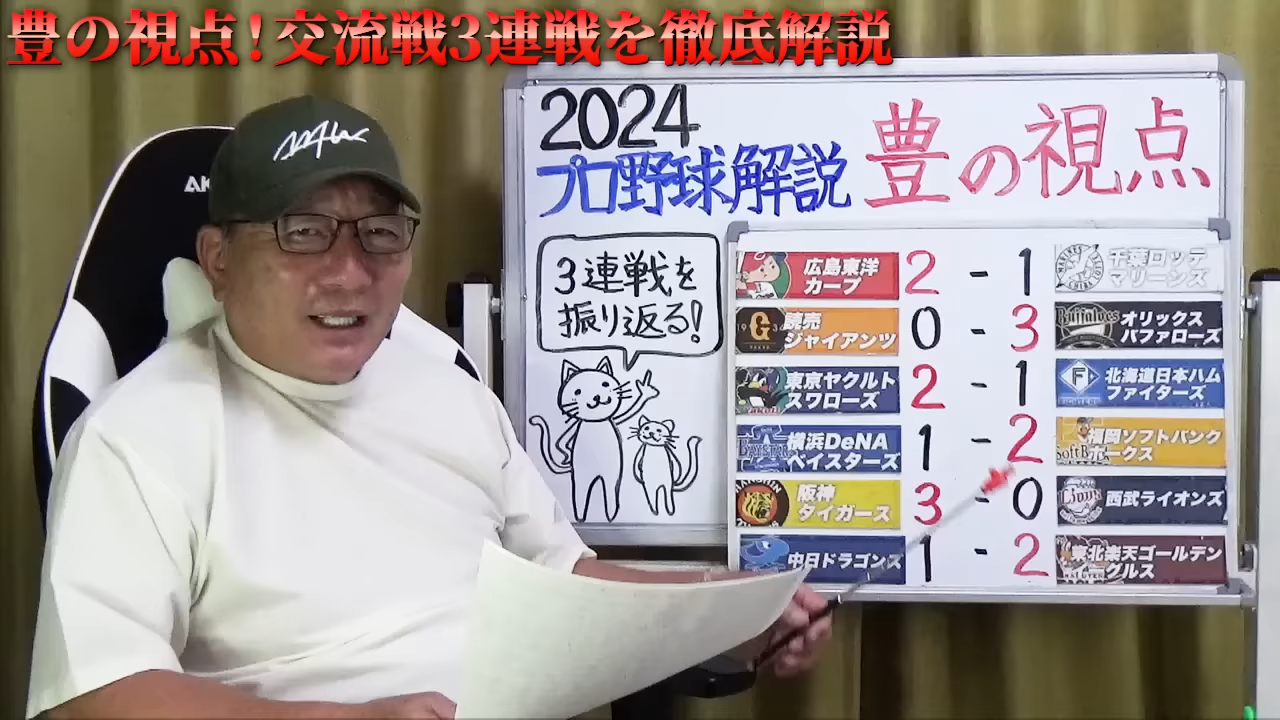 豊の視点！交流戦3連戦を徹底解説
AK
2024
プロ野球解説 豊の視点
3連戦を
振り返る！
広島東洋
カープ
2 - 1
千葉ロッテ
マリーンズ
読売
ジャイアンツ
0 - 3
オリックス
バファローズ
東京ヤクルト
スワローズ
2 - 1
北海道日本ハム
ファイターズ
横浜DeNA
ベイスターズ
1 - 2
福岡ソフトバンク
ホークス
阪神
タイガース
3 - 0
西武ライオンズ
中日ドラゴンズ
1 - 2
東北楽天ゴールデン
イーグルス